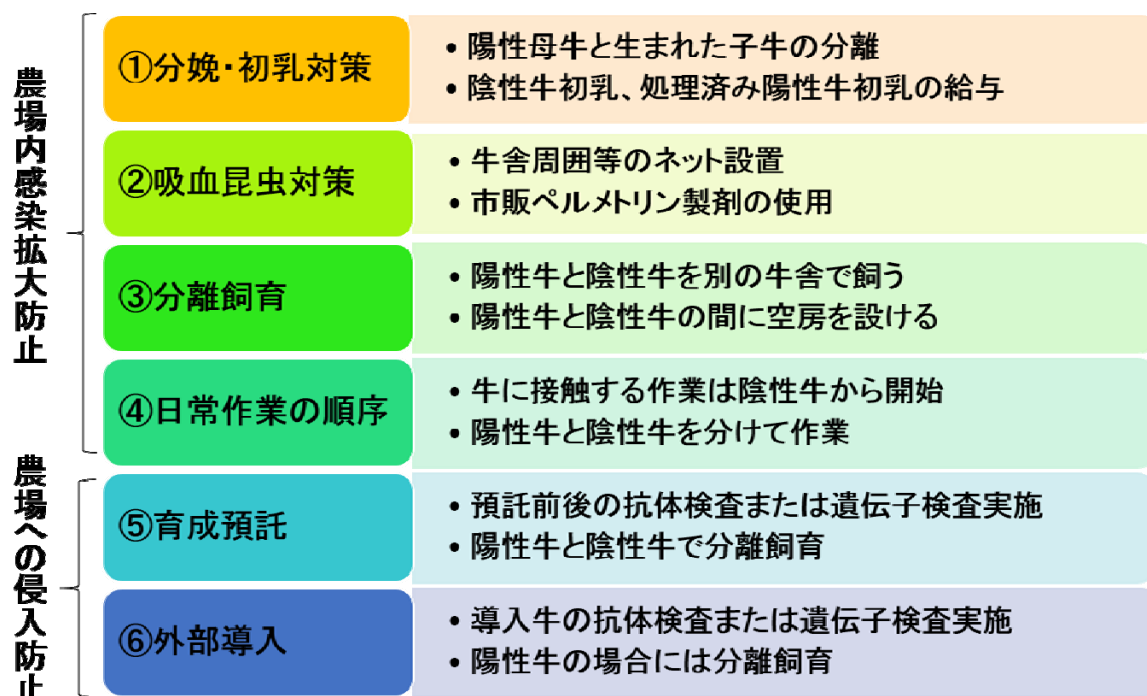 農場内感染拡大防止
①分娩・初乳対策
• 陽性母牛と生まれた子牛の分離
• 陰性牛初乳、処理済み陽性牛初乳の給与
②吸血昆虫対策
• 牛舎周囲等のネット設置
• 市販ペルメトリン製剤の使用
③分離飼育
• 陽性牛と陰性牛を別の牛舎で飼う
• 陽性牛と陰性牛の間に空房を設ける
④日常作業の順序
• 牛に接触する作業は陰性牛から開始
• 陽性牛と陰性牛を分けて作業
農場への侵入防止
⑤育成預託
• 預託前後の抗体検査または遺伝子検査実施
• 陽性牛と陰性牛で分離飼育
⑥外部導入
• 導入牛の抗体検査または遺伝子検査実施
• 陽性牛の場合には分離飼育